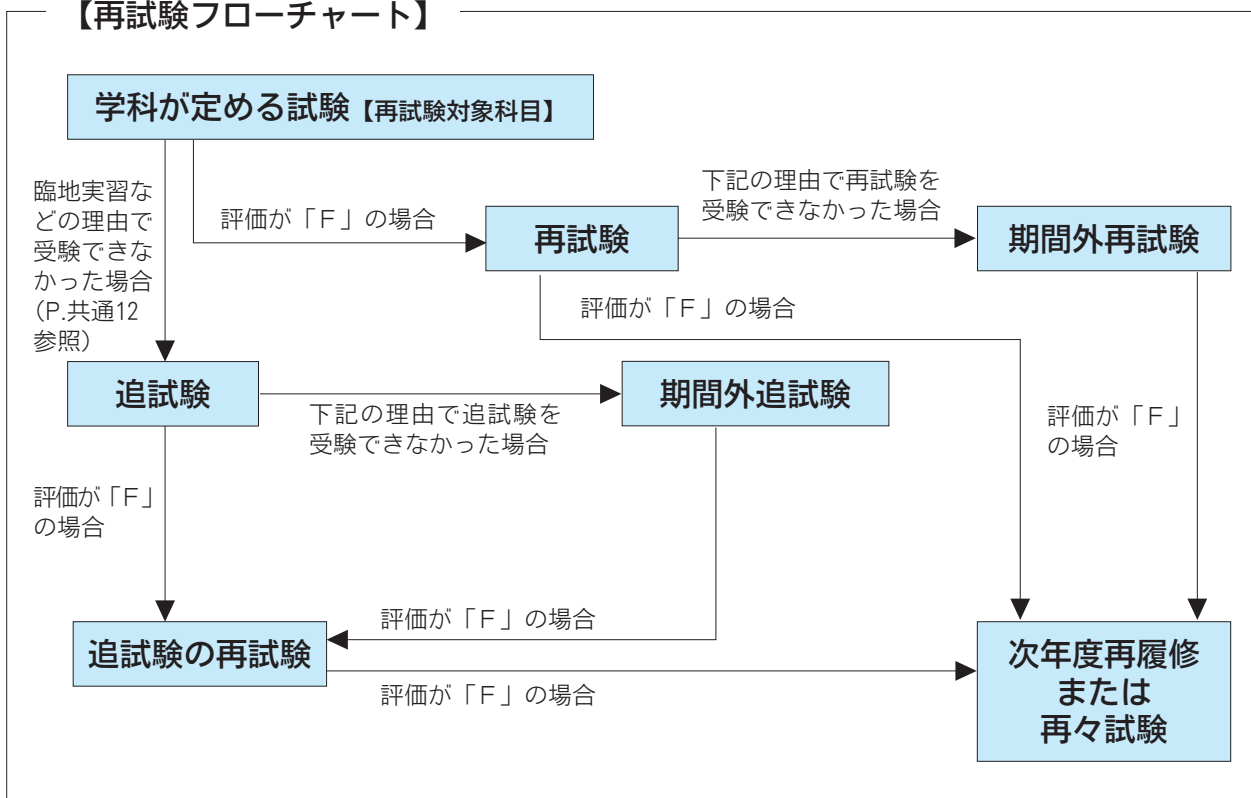 【再試験フローチャート】
学科が定める試験【再試験対象科目】
臨地実習な
どの理由で
受験できな
かった場合
（P.共通12
参照）
評価が「F」の場合
再試験
下記の理由で再試験を
受験できなかった場合
期間外再試験
評価が「F」の場合
追試験
下記の理由で追試験を
受験できなかった場合
期間外追試験
評価が「F」
の場合
評価が「F」
の場合
評価が「F」の場合
追試験の再試験
評価が「F」の場合
次年度再履修
または
再々試験